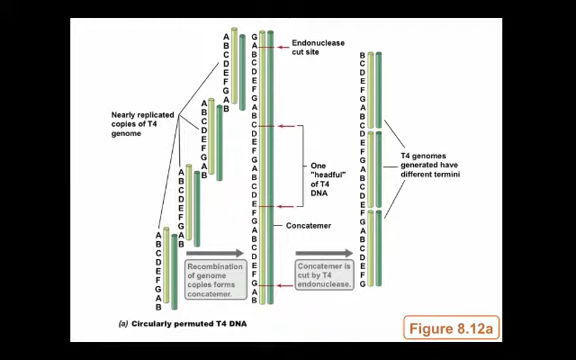 A
B
C
D
E
F
G
A
B
G
A
B
C
D
E
F
G
A
B
C
D
E
F
G
A
B
C
D
E
F
G
A
B
C
D
E
F
G
A
B
Endonuclease
cut site
B
C
D
E
F
G
A
B
C
D
E
F
G
A
B
C
D
E
F
G
A
B
C
D
E
F
G
A
B
C
D
E
F
G
A
B
Nearly replicated
copies of T4
genome
A
B
C
D
E
F
G
A
B
A
B
C
D
E
F
G
A
B
One
"headful"
of T4
DNA
T4 genomes
generated have
different termini
Concatemer
Recombination
of genome
copies forms
concatemer.
Concatemer is
cut by T4
endonuclease.
(a) Circularly permuted T4 DNA
Figure 8.12a